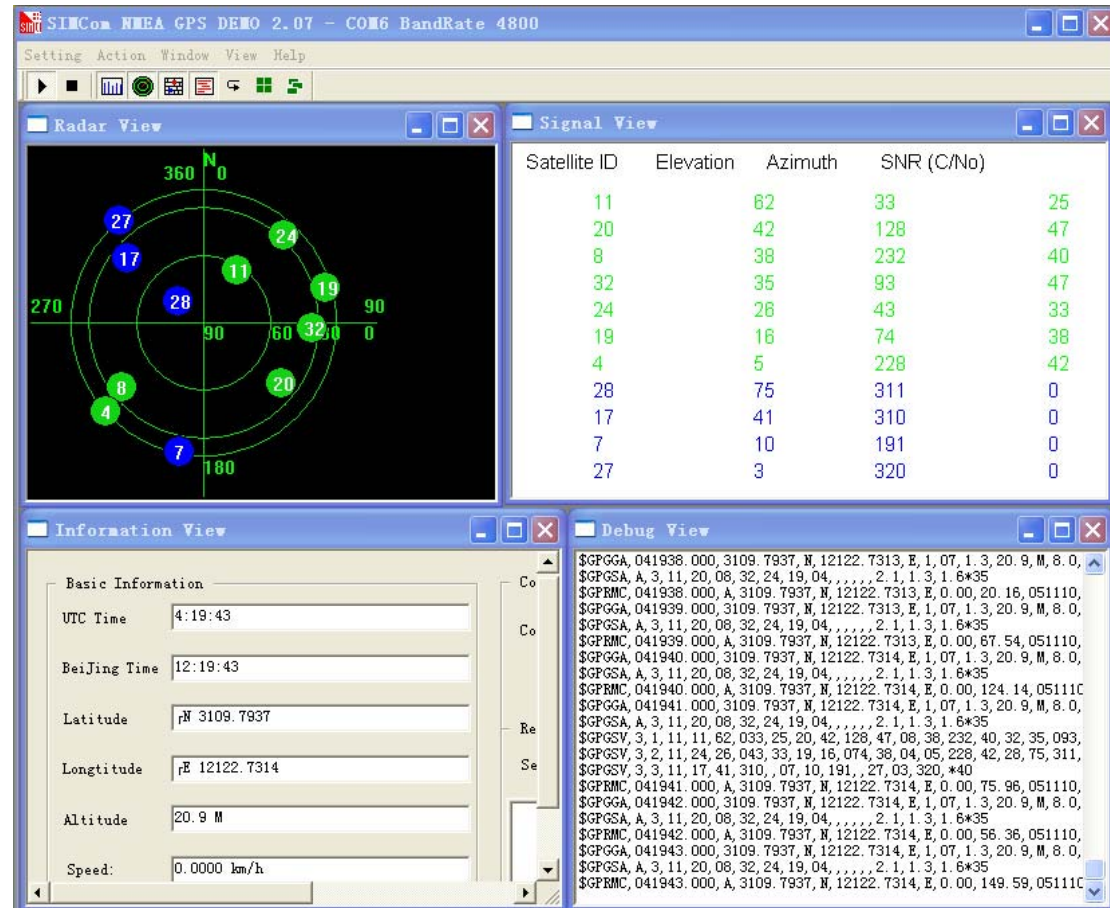 SIMCom NMEA GPS DEMO 2.07 - COM6 BandRate 4800
Setting Action Window View Help
Radar View
N
360 0
27
24
17
11
19
28
270
90
32
90 60 30 0
8
20
4
7
180
Signal View
Satellite ID Elevation Azimuth SNR (C/No)
11 62 33 25
20 42 128 47
8 38 232 40
32 35 93 47
24 26 43 33
19 16 74 38
4 5 228 42
28 75 311 0
17 41 310 0
7 10 191 0
27 3 320 0
Information View
Basic Information
UTC Time 4:19:43
BeiJing Time 12:19:43
Latitude N 3109.7937
Longtitude E 12122.7314
Altitude 20.9 M
Speed: 0.0000 km/h
Co
Co
Re
Se
Debug View
$GPGGA,041938.000,3109.7937,N,12122.7313,E,1,07,1.3,20.9,M,8.0,
$GPGSA,A,3,11,20,08,32,24,19,04,,,,,,2.1,1.3,1.6*35
$GPRMC,041938.000,A,3109.7937,N,12122.7313,E,0.00,20.16,051110,
$GPGGA,041939.000,3109.7937,N,12122.7313,E,1,07,1.3,20.9,M,8.0,
$GPGSA,A,3,11,20,08,32,24,19,04,,,,,,2.1,1.3,1.6*35
$GPRMC,041939.000,A,3109.7937,N,12122.7313,E,0.00,67.54,051110,
$GPGGA,041940.000,3109.7937,N,12122.7314,E,1,07,1.3,20.9,M,8.0,
$GPGSA,A,3,11,20,08,32,24,19,04,,,,,,2.1,1.3,1.6*35
$GPRMC,041940.000,A,3109.7937,N,12122.7314,E,0.00,124.14,051110
$GPGGA,041941.000,3109.7937,N,12122.7314,E,1,07,1.3,20.9,M,8.0,
$GPGSA,A,3,11,20,08,32,24,19,04,,,,,,2.1,1.3,1.6*35
$GPGSV,3,1,11,11,62,033,25,20,42,128,47,08,38,232,40,32,35,093,
$GPGSV,3,2,11,24,26,043,33,19,16,074,38,04,05,228,42,28,75,311,
$GPGSV,3,3,11,17,41,310,,07,10,191,,27,03,320,*40
$GPRMC,041941.000,A,3109.7937,N,12122.7314,E,0.00,75.96,051110,
$GPGGA,041942.000,3109.7937,N,12122.7314,E,1,07,1.3,20.9,M,8.0,
$GPGSA,A,3,11,20,08,32,24,19,04,,,,,,2.1,1.3,1.6*35
$GPRMC,041942.000,A,3109.7937,N,12122.7314,E,0.00,56.36,051110,
$GPGGA,041943.000,3109.7937,N,12122.7314,E,1,07,1.3,20.9,M,8.0,
$GPGSA,A,3,11,20,08,32,24,19,04,,,,,,2.1,1.3,1.6*35
$GPRMC,041943.000,A,3109.7937,N,12122.7314,E,0.00,149.59,051110